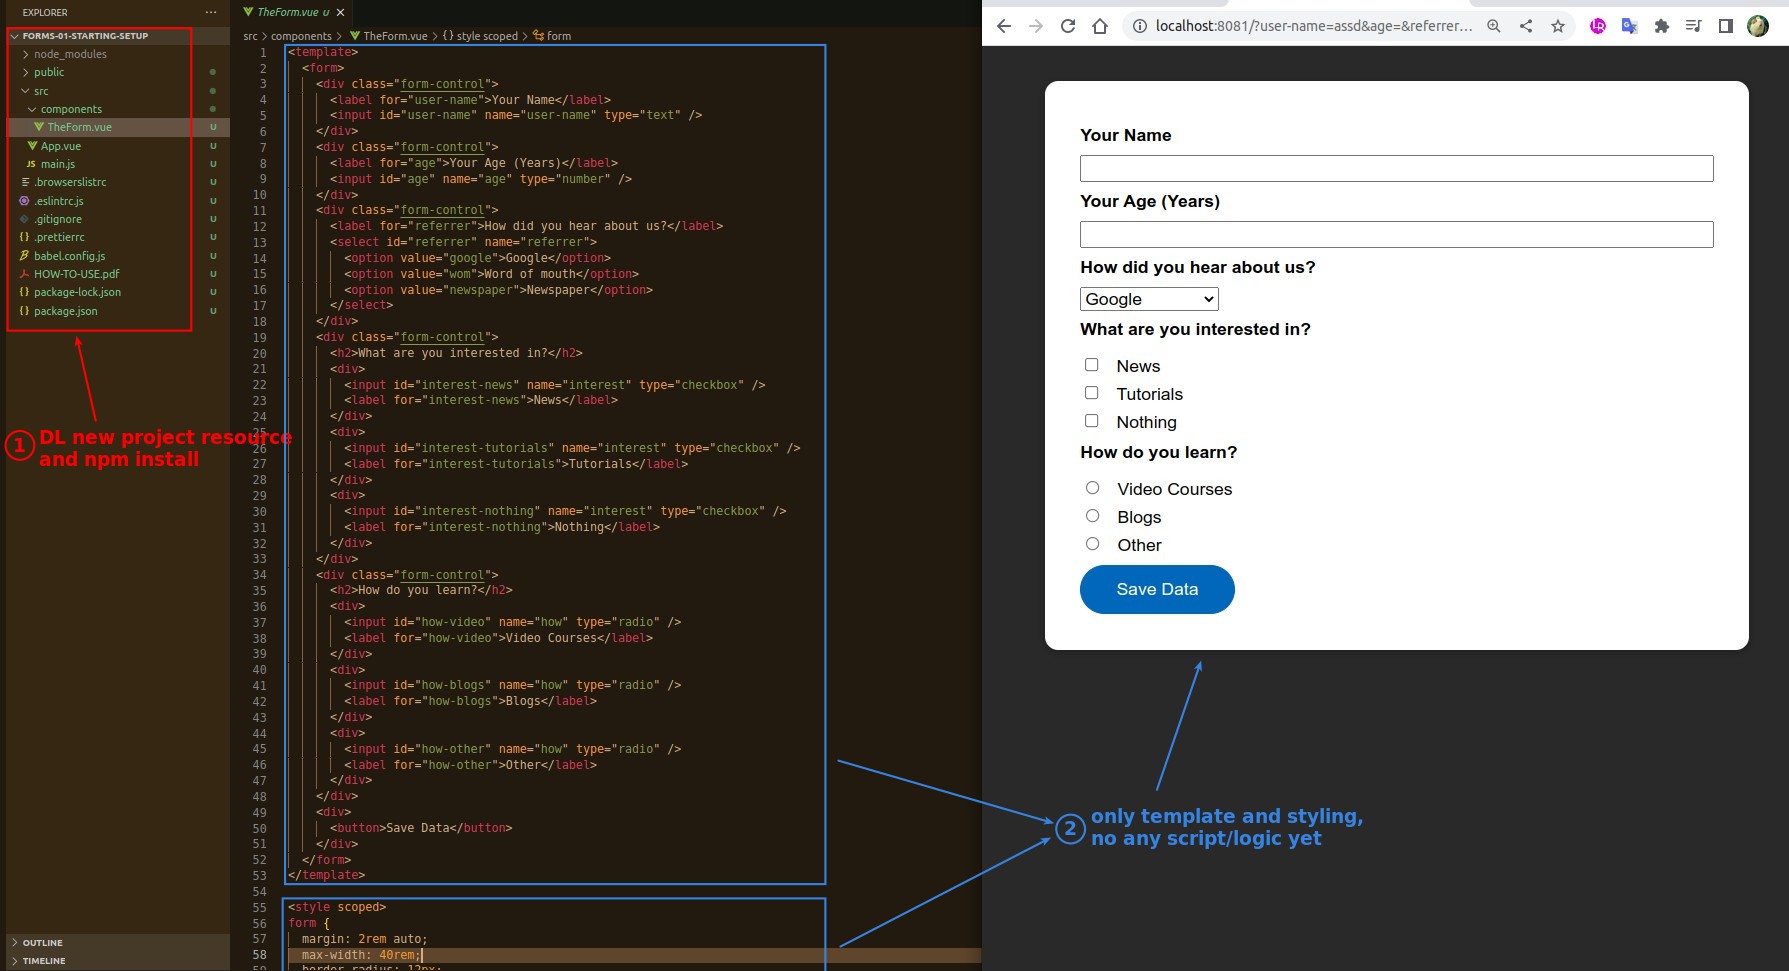 EXPLORER
FORMS-01-STARTING-SETUP
node_modules
public
src
components
TheForm.vue U
App.vue U
JS main.js U
.browserslistrc U
.eslintrc.js U
.gitignore U
{} .prettierrc U
babel.config.js U
HOW-TO-USE.pdf U
{} package-lock.json U
{} package.json U
1 DL new project resource
and npm install
OUTLINE
TIMELINE
TheForm.vue U
src > components > TheForm.vue > {} style scoped > form
1 <template>
2 <form>
3 <div class="form-control">
4 <label for="user-name">Your Name</label>
5 <input id="user-name" name="user-name" type="text" />
6 </div>
7 <div class="form-control">
8 <label for="age">Your Age (Years)</label>
9 <input id="age" name="age" type="number" />
10 </div>
11 <div class="form-control">
12 <label for="referrer">How did you hear about us?</label>
13 <select id="referrer" name="referrer">
14 <option value="google">Google</option>
15 <option value="wom">Word of mouth</option>
16 <option value="newspaper">Newspaper</option>
17 </select>
18 </div>
19 <div class="form-control">
20 <h2>What are you interested in?</h2>
21 <div>
22 <input id="interest-news" name="interest" type="checkbox" />
23 <label for="interest-news">News</label>
24 </div>
25 <div>
26 <input id="interest-tutorials" name="interest" type="checkbox" />
27 <label for="interest-tutorials">Tutorials</label>
28 </div>
29 <div>
30 <input id="interest-nothing" name="interest" type="checkbox" />
31 <label for="interest-nothing">Nothing</label>
32 </div>
33 </div>
34 <div class="form-control">
35 <h2>How do you learn?</h2>
36 <div>
37 <input id="how-video" name="how" type="radio" />
38 <label for="how-video">Video Courses</label>
39 </div>
40 <div>
41 <input id="how-blogs" name="how" type="radio" />
42 <label for="how-blogs">Blogs</label>
43 </div>
44 <div>
45 <input id="how-other" name="how" type="radio" />
46 <label for="how-other">Other</label>
47 </div>
48 </div>
49 <div>
50 <button>Save Data</button>
51 </div>
52 </form>
53 </template>
54
55 <style scoped>
56 form {
57 margin: 2rem auto;
58 max-width: 40rem;
59 border-radius: 12px;
localhost:8081/?user-name=assd&age=&referrer...
Your Name
Your Age (Years)
How did you hear about us?
Google
What are you interested in?
News
Tutorials
Nothing
How do you learn?
Video Courses
Blogs
Other
Save Data
2 only template and styling,
no any script/logic yet